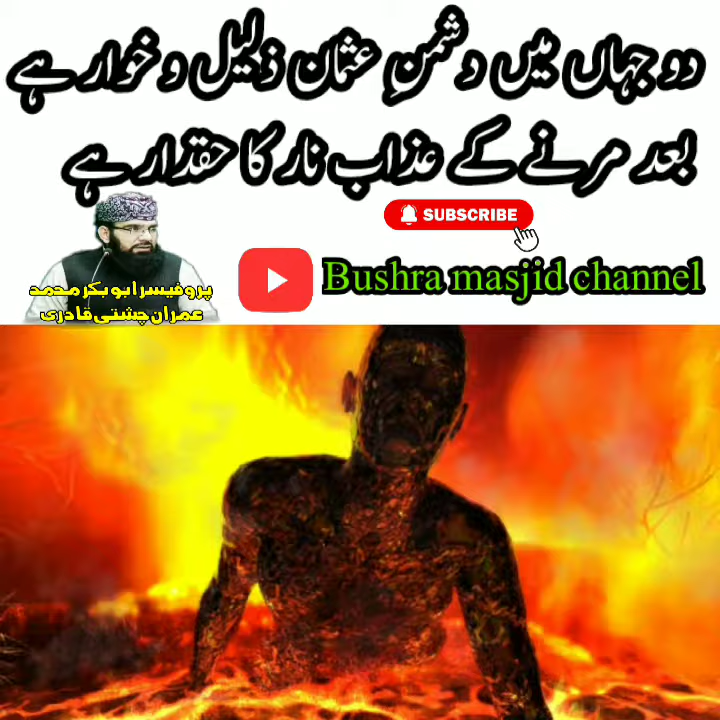 دو جہاں میں دشمنِ عثمان ذلیل و خوار ہے
بعد مرنے کے عذاب نار کا حقدار ہے
SUBSCRIBE
Bushra masjid channel
پروفیسر ابو بکر محمد
عمران چشتی قادری